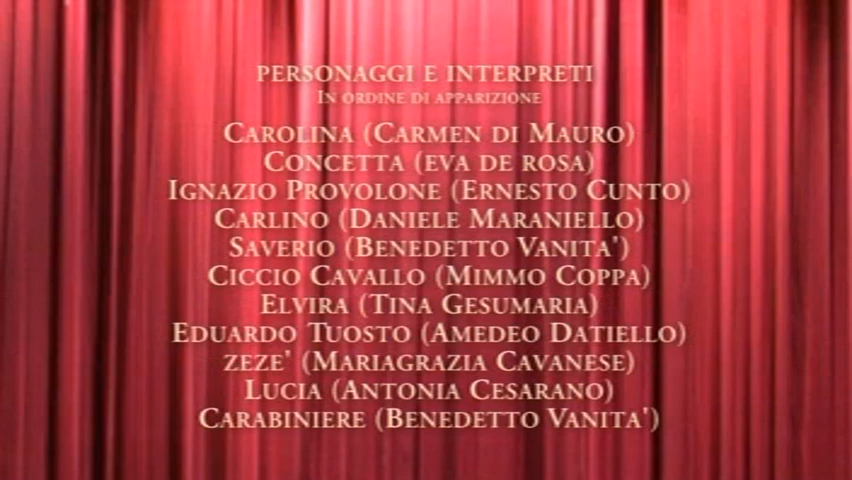 PERSONAGGI E INTERPRETI
IN ORDINE DI APPARIZIONE
CAROLINA (CARMEN DI MAURO)
CONCETTA (EVA DE ROSA)
IGNAZIO PROVOLONE (ERNESTO CUNTO)
CARLINO (DANIELE MARANIELLO)
SAVERIO (BENEDETTO VANITA')
CICCIO CAVALLO (MIMMO COPPA)
ELVIRA (TINA GESUMARIA)
EDUARDO TUOSTO (AMEDEO DATIELLO)
ZEZE' (MARIAGRAZIA CAVANESE)
LUCIA (ANTONIA CESARANO)
CARABINIERE (BENEDETTO VANITA')